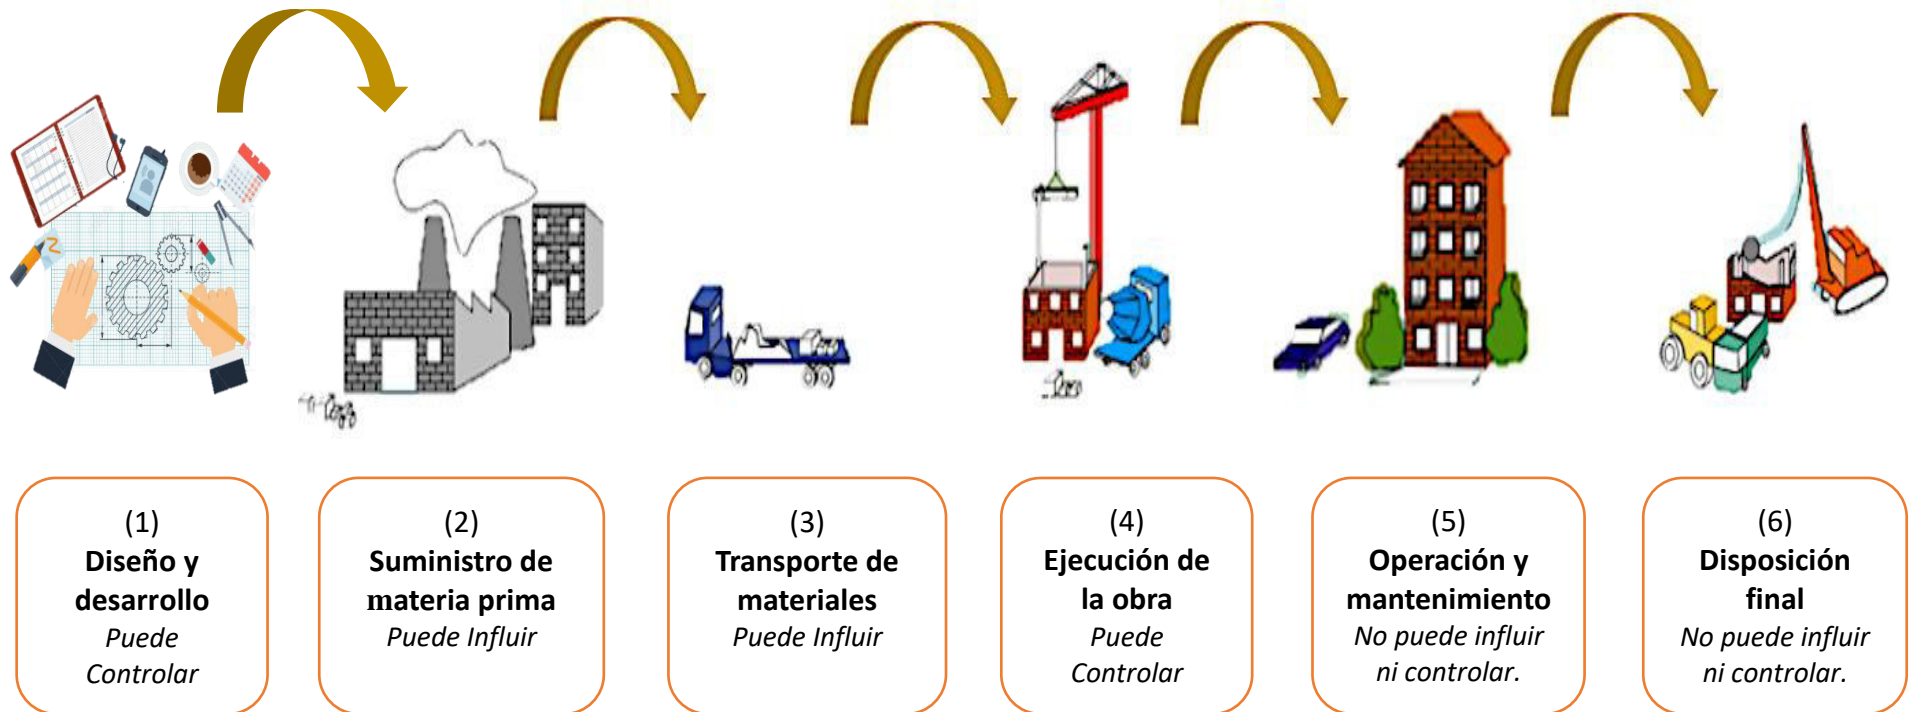 (1)
Diseño y
desarrollo
Puede
Controlar
(2)
Suministro de
materia prima
Puede Influir
(3)
Transporte de
materiales
Puede Influir
(4)
Ejecución de
la obra
Puede
Controlar
(5)
Operación y
mantenimiento
No puede influir
ni controlar.
(6)
Disposición
final
No puede influir
ni controlar.